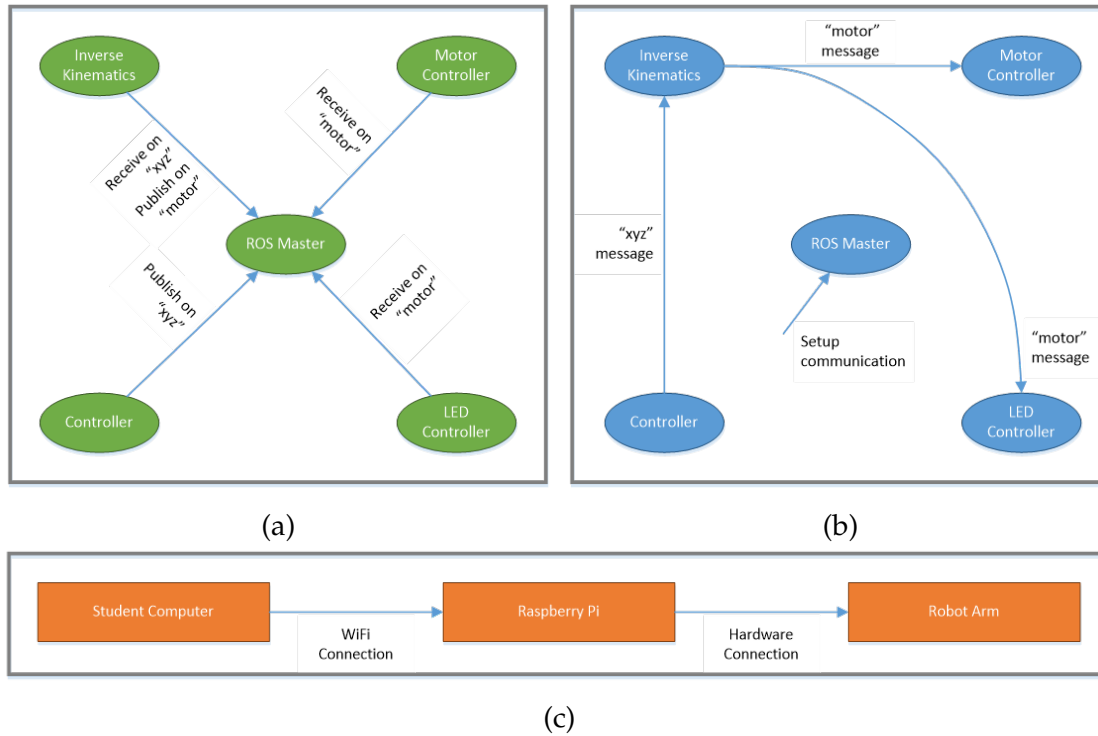 Inverse
Kinematics
Motor
Controller
Receive on
“xyz”
Publish on
“motor”
Receive on
“motor”
ROS Master
Publish on
“xyz”
Receive on
“motor”
Controller
LED
Controller
(a)
Inverse
Kinematics
“motor”
message
Motor
Controller
“xyz”
message
ROS Master
Setup
communication
“motor”
message
Controller
LED
Controller
(b)
Student Computer
WiFi
Connection
Raspberry Pi
Hardware
Connection
Robot Arm
(c)